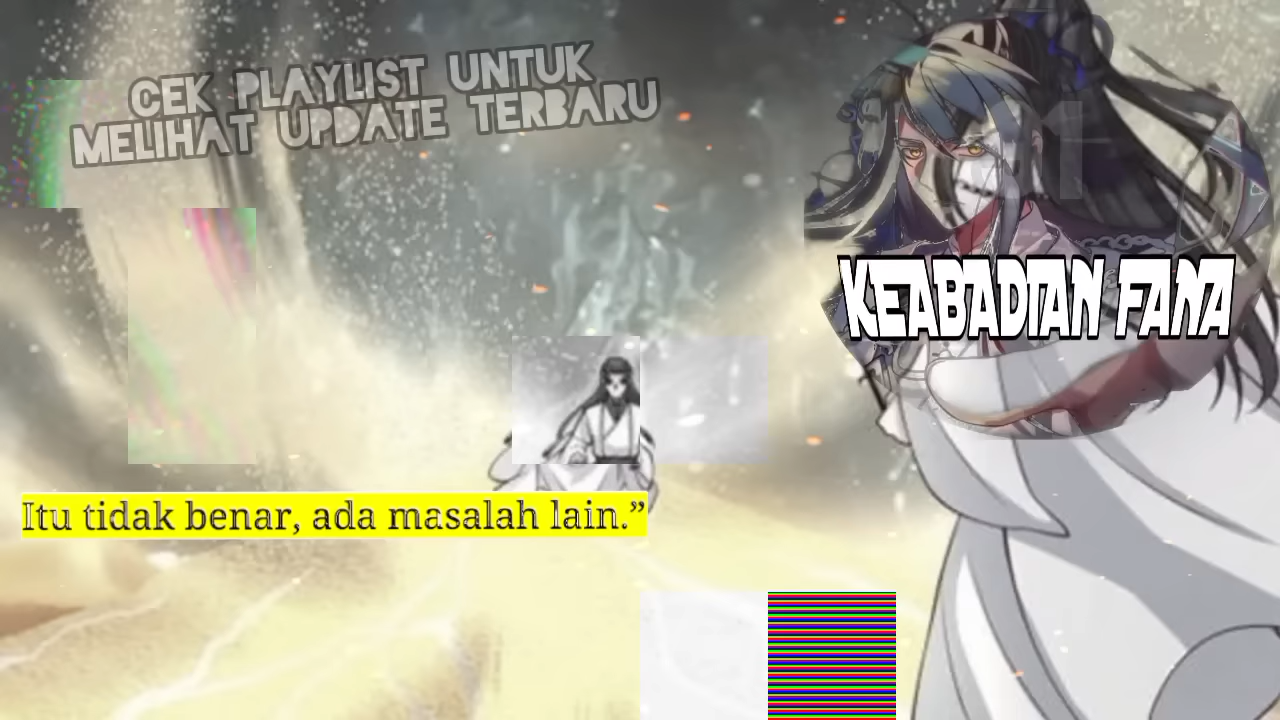 CEK PLAYLIST UNTUK
MELIHAT UPDATE TERBARU
KEABADIAN FANA
Itu tidak benar, ada masalah lain.”